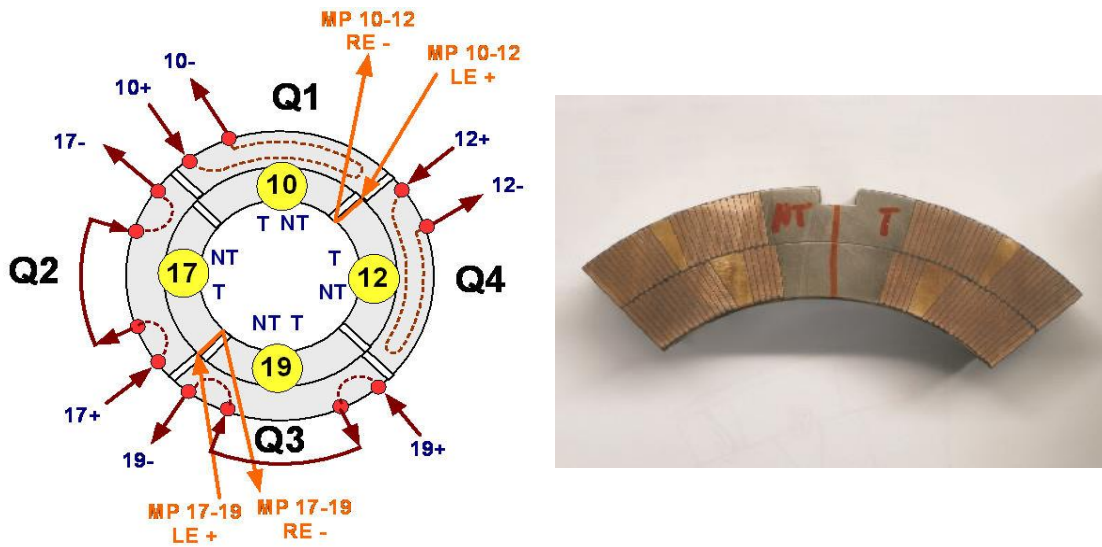 MP 10-12
RE -
MP 10-12
LE +
10-
10+
Q1
17-
12+
12-
10
T NT
NT
T
Q2
17
T
NT
12
Q4
NT T
19
17+
19-
Q3
19+
MP 17-19
LE +
MP 17-19
RE -
NT
T